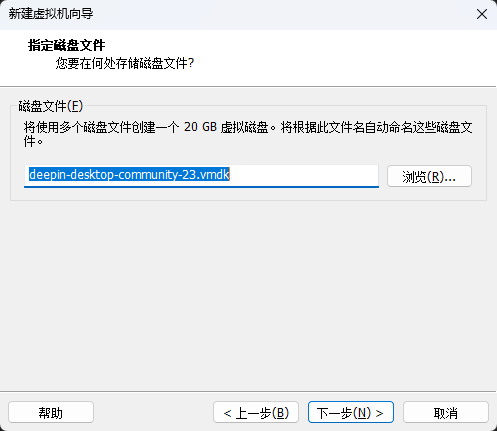 新建虚拟机向导
指定磁盘文件
您要在何处存储磁盘文件?
磁盘文件(F)
将使用多个磁盘文件创建一个 20 GB 虚拟磁盘。将根据此文件名自动命名这些磁盘文
件。
deepin-desktop-community-23.vmdk
浏览(R)...
帮助
< 上一步(B)
下一步(N) >
取消